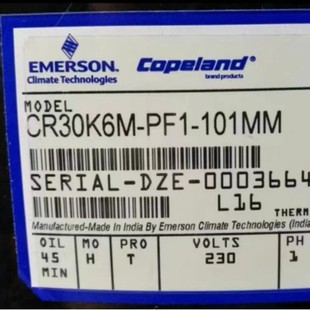 EMERSON. Copeland
Climate Technologies brand products
MODEL
CR30K6M-PF1-101MM
SERIAL-DZE-0003664
L16 THERM
Manufactured-Made In India By Emerson Climate Technologies (India
OIL MO PRO VOLTS PH
45 H T 230 1
MIN